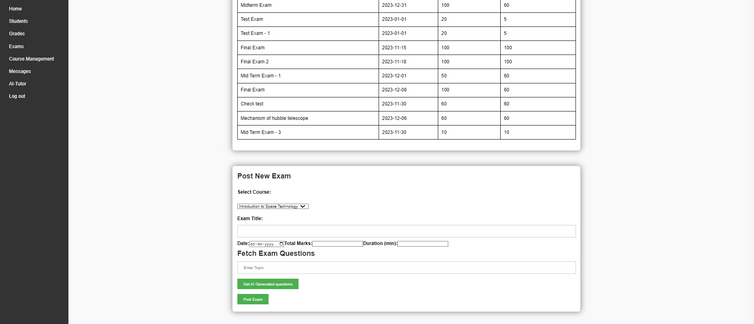 Home
Students
Grades
Exams
Course Management
Messages
AI-Tutor
Log out
Midterm Exam 2023-12-31 100 60
Test Exam 2023-01-01 20 5
Test Exam - 1 2023-01-01 20 5
Final Exam 2023-11-15 100 100
Final Exam 2 2023-11-18 100 100
Mid Term Exam - 1 2023-12-01 50 60
Final Exam 2023-12-08 100 60
Check test 2023-11-30 60 60
Mechanism of hubble telescope 2023-12-06 60 60
Mid Term Exam - 3 2023-11-30 10 10
Post New Exam
Select Course:
Introduction to Space Technology
Exam Title:
Date: dd-mm-yyyy Total Marks: Duration (min):
Fetch Exam Questions
Enter Topic
Get AI Generated questions
Post Exam